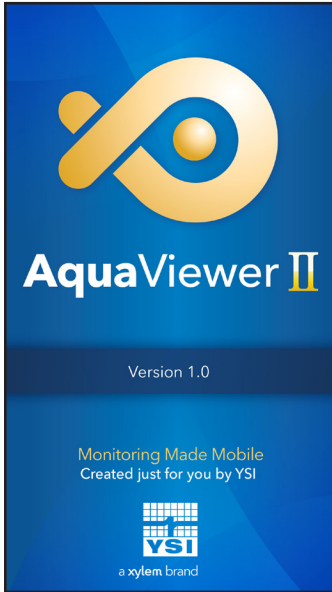 AquaViewer II
Version 1.0
Monitoring Made Mobile
Created just for you by YSI
YSI
a xylem brand